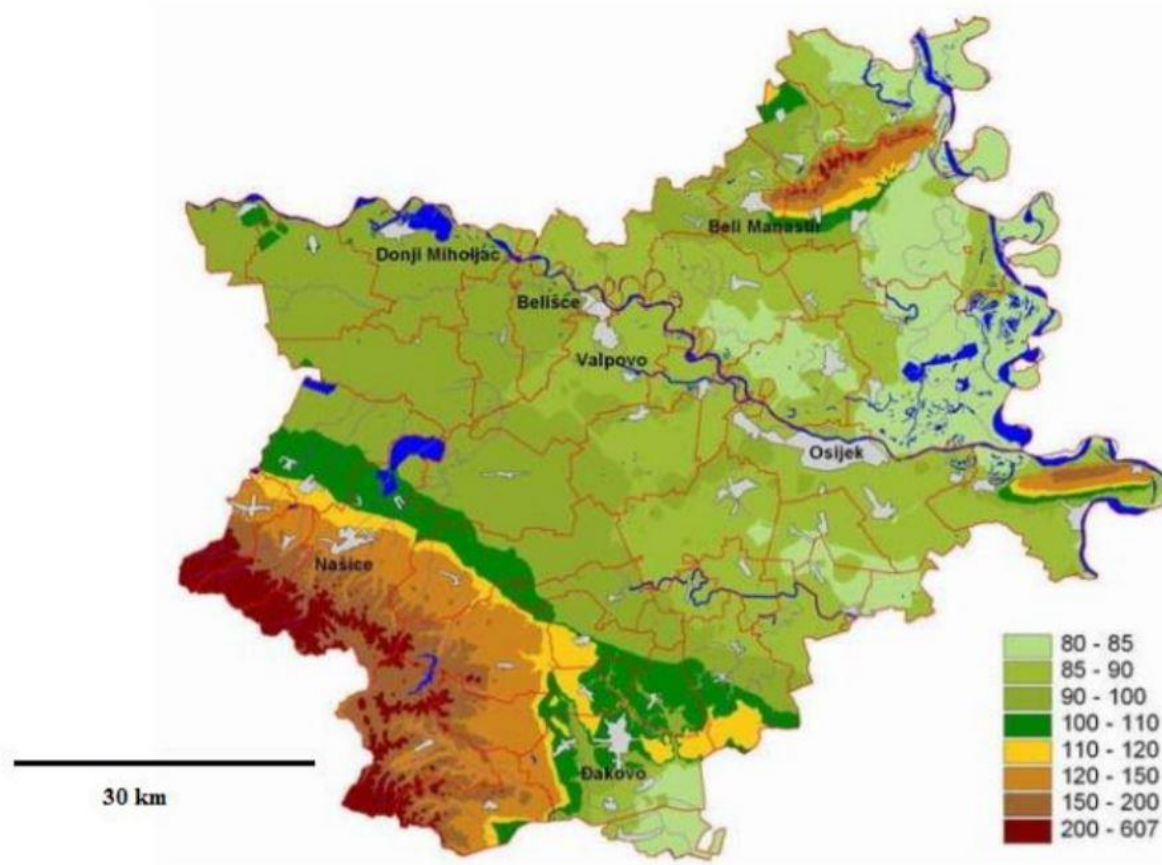 Beli Manastir
Donji Miholjac
Belišće
Valpovo
Osijek
Našice
Đakovo
80 - 85
85 - 90
90 - 100
100 - 110
110 - 120
120 - 150
150 - 200
200 - 607
30 km